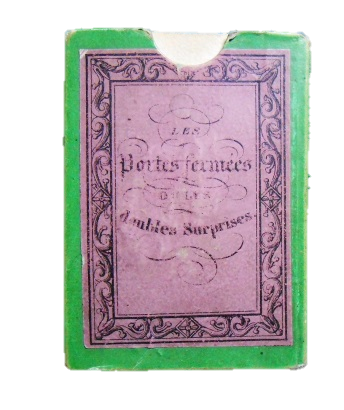 LES
Portes fermées
OU LES
doubles Surprises.